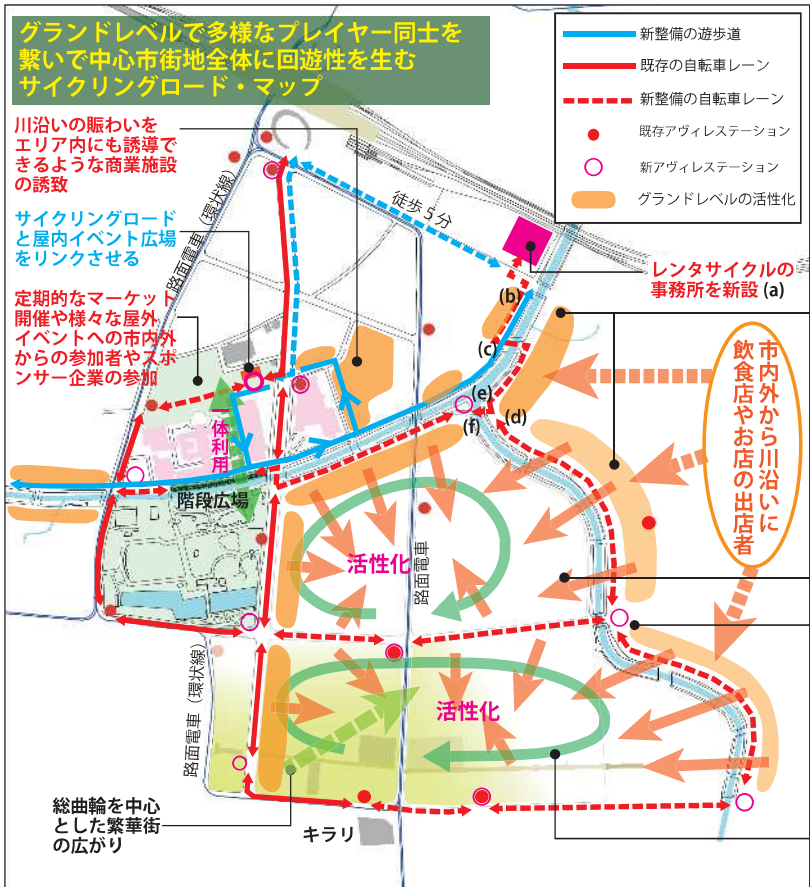 グランドレベルで多様なプレイヤー同士を
繋いで中心市街地全体に回遊性を生む
サイクリングロード・マップ
新整備の遊歩道
既存の自転車レーン
新整備の自転車レーン
既存アヴィレステーション
新アヴィレステーション
グランドレベルの活性化
川沿いの賑わいを
エリア内にも誘導で
きるような商業施設
の誘致
サイクリングロード
と屋内イベント広場
をリンクさせる
定期的なマーケット
開催や様々な屋外
イベントへの市内外
からの参加者やスポ
ンサー企業の参加
路面電車（環状線）
徒歩５分
レンタサイクルの
事務所を新設 (a)
(b)
(c)
(e)
(d)
(f)
市内外から川沿いに
飲食店やお店の出店者
一体利用
階段広場
活性化
路面電車
活性化
路面電車（環状線）
総曲輪を中心
とした繁華街
の広がり
キラリ